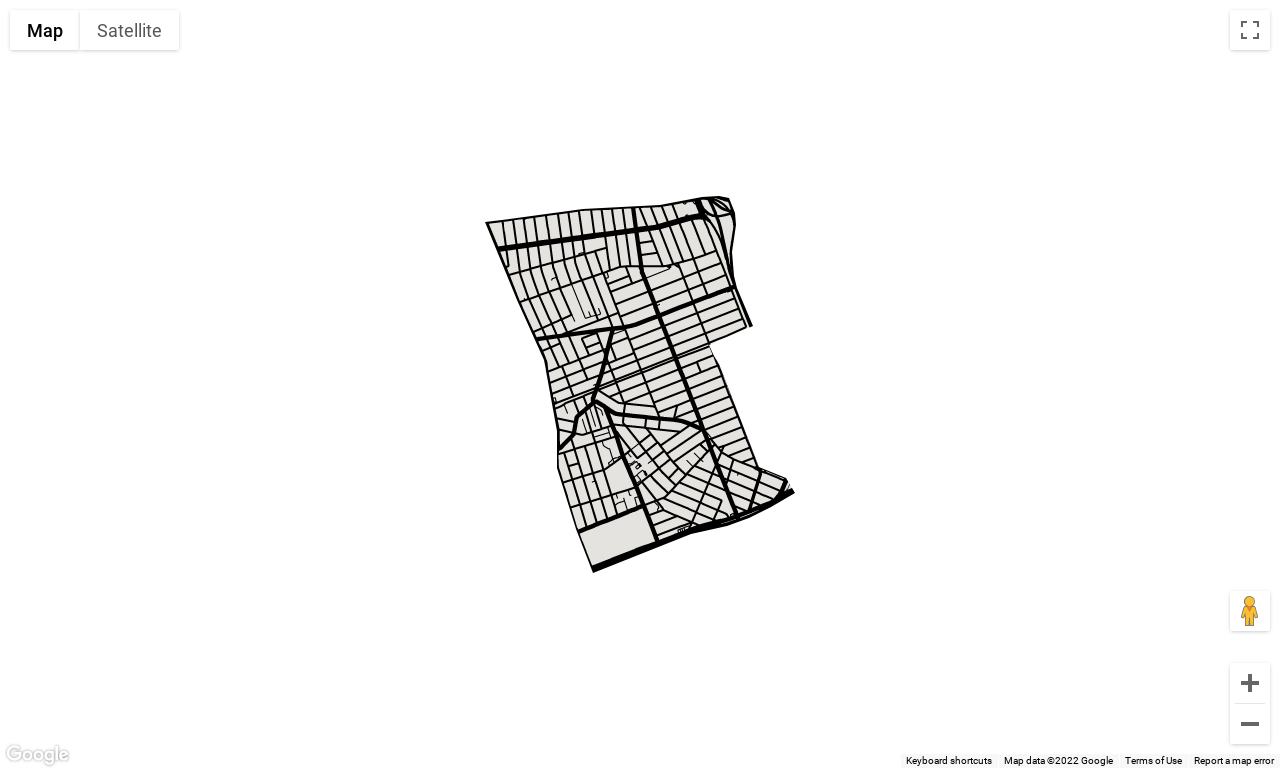 Map Satellite
Google
Keyboard shortcuts Map data ©2022 Google Terms of Use Report a map error